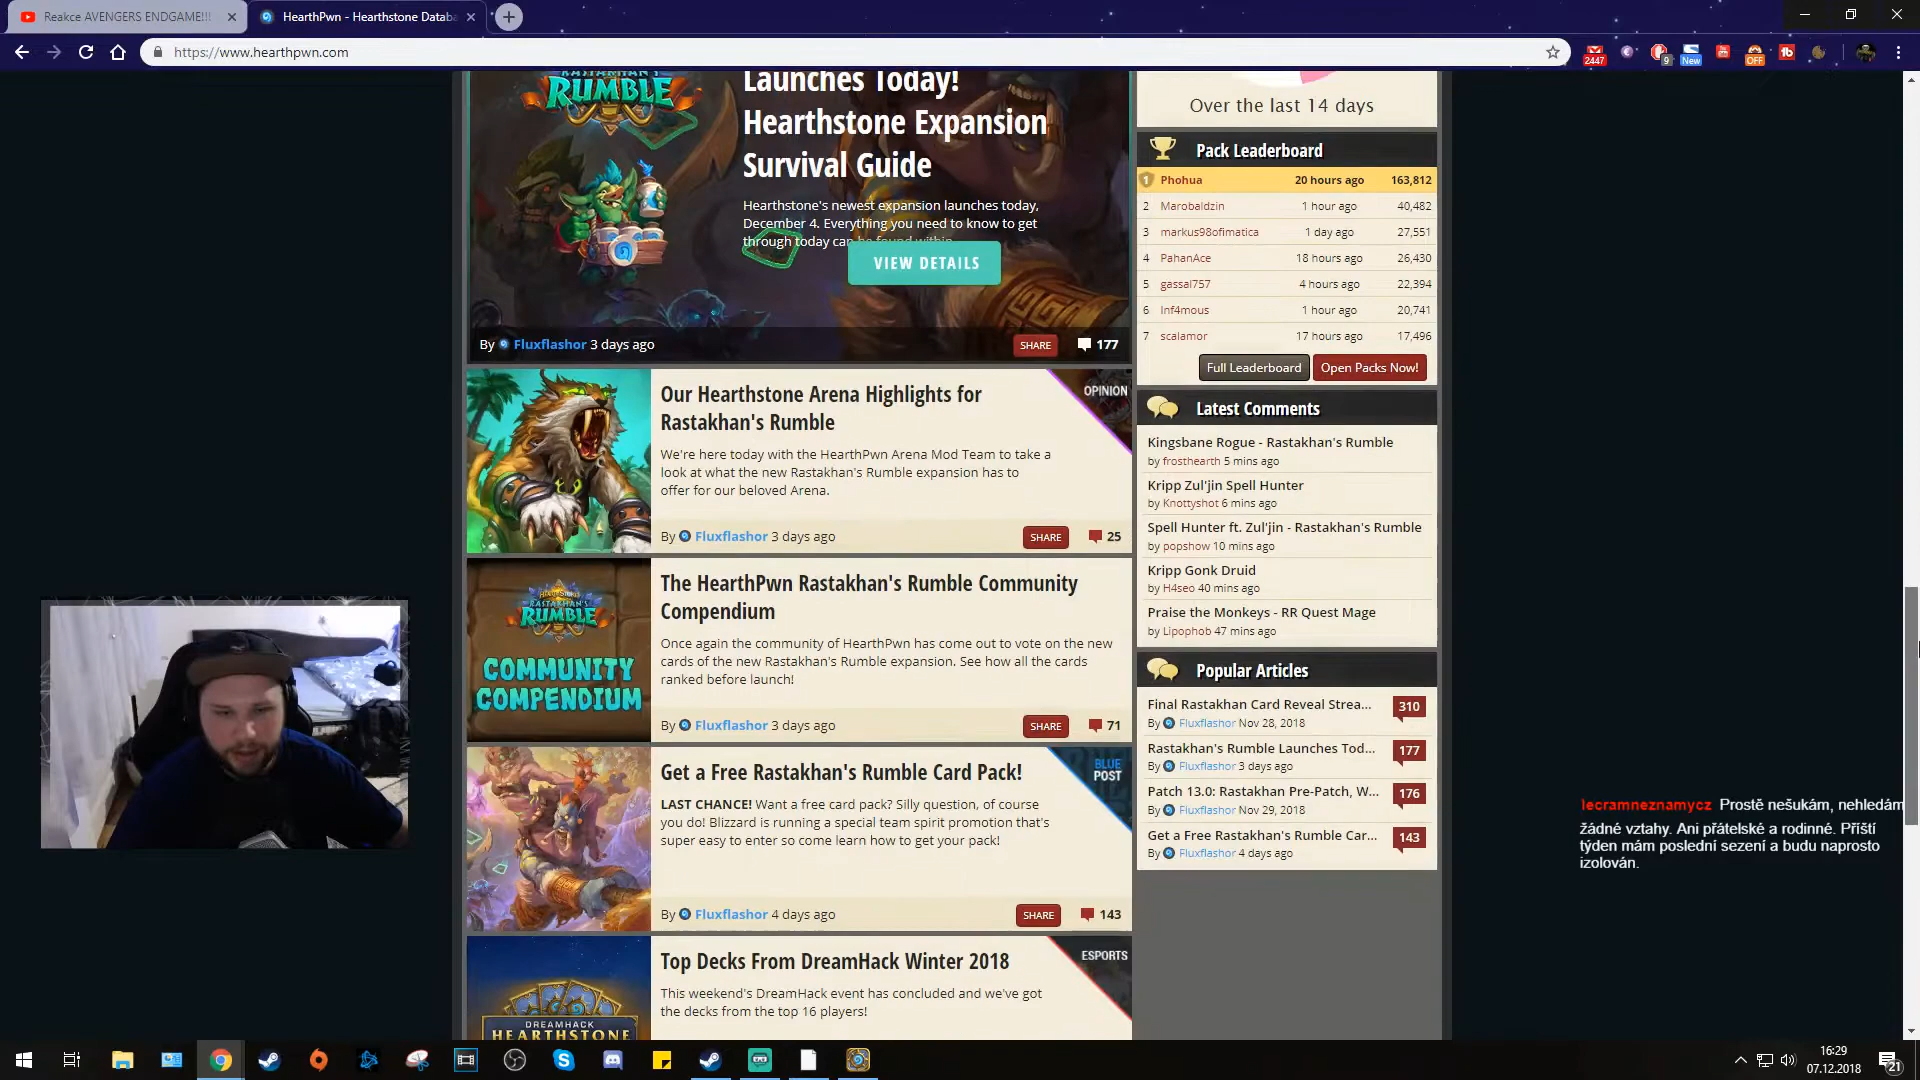 Reakce AVENGERS ENDGAME!!!
HearthPwn - Hearthstone Databa
https://www.hearthpwn.com
2447
9
New
OFF
RASTAKHAN'S
RUMBLE
Launches Today!
Hearthstone Expansion
Survival Guide
Hearthstone's newest expansion launches today,
December 4. Everything you need to know to get
through today can be found within.
VIEW DETAILS
By Fluxflashor 3 days ago
SHARE
177
Our Hearthstone Arena Highlights for
Rastakhan's Rumble
OPINION
We're here today with the HearthPwn Arena Mod Team to take a
look at what the new Rastakhan's Rumble expansion has to
offer for our beloved Arena.
By Fluxflashor 3 days ago
SHARE
25
RASTAKHAN'S
RUMBLE
COMMUNITY
COMPENDIUM
The HearthPwn Rastakhan's Rumble Community
Compendium
Once again the community of HearthPwn has come out to vote on the new
cards of the new Rastakhan's Rumble expansion. See how all the cards
ranked before launch!
By Fluxflashor 3 days ago
SHARE
71
Get a Free Rastakhan's Rumble Card Pack!
BLUE
POST
LAST CHANCE! Want a free card pack? Silly question, of course
you do! Blizzard is running a special team spirit promotion that's
super easy to enter so come learn how to get your pack!
By Fluxflashor 4 days ago
SHARE
143
DREAMHACK
HEARTHSTONE
Top Decks From DreamHack Winter 2018
ESPORTS
This weekend's DreamHack event has concluded and we've got
the decks from the top 16 players!
Over the last 14 days
Pack Leaderboard
1 Phohua 20 hours ago 163,812
2 Marobaldzin 1 hour ago 40,482
3 markus98ofimatica 1 day ago 27,551
4 PahanAce 18 hours ago 26,430
5 gassal757 4 hours ago 22,394
6 Inf4mous 1 hour ago 20,741
7 scalamor 17 hours ago 17,496
Full Leaderboard
Open Packs Now!
Latest Comments
Kingsbane Rogue - Rastakhan's Rumble
by frosthearth 5 mins ago
Kripp Zul'jin Spell Hunter
by Knottyshot 6 mins ago
Spell Hunter ft. Zul'jin - Rastakhan's Rumble
by popshow 10 mins ago
Kripp Gonk Druid
by H4seo 40 mins ago
Praise the Monkeys - RR Quest Mage
by Lipophob 47 mins ago
Popular Articles
Final Rastakhan Card Reveal Strea...
310
By Fluxflashor Nov 28, 2018
Rastakhan's Rumble Launches Tod...
177
By Fluxflashor 3 days ago
Patch 13.0: Rastakhan Pre-Patch, W...
176
By Fluxflashor Nov 29, 2018
Get a Free Rastakhan's Rumble Car...
143
By Fluxflashor 4 days ago
lecramneznamycz Prostě nešukám, nehledám
žádné vztahy. Ani přátelské a rodinné. Příští
týden mám poslední sezení a budu naprosto
izolován.
16:29
07.12.2018
21